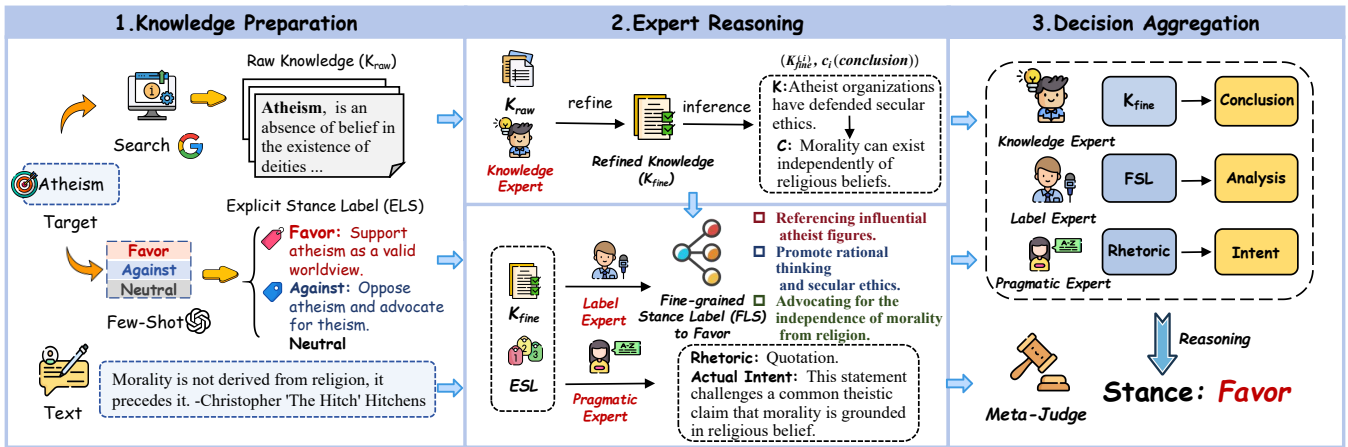 1.Knowledge Preparation
Raw Knowledge (Kraw)
Atheism, is an
absence of belief in
the existence of
deities ...
Search
Atheism
Target
Explicit Stance Label (ELS)
Favor
Against
Neutral
Few-Shot
Favor: Support
atheism as a valid
worldview.
Against: Oppose
atheism and advocate
for theism.
Neutral
Text
Morality is not derived from religion, it
precedes it. -Christopher 'The Hitch' Hitchens
2.Expert Reasoning
Kraw
Knowledge
Expert
refine
Refined Knowledge
(Kfine)
inference
(K(i)fine, ci(conclusion))
K:Atheist organizations
have defended secular
ethics.
C: Morality can exist
independently of
religious beliefs.
Kfine
ESL
Label
Expert
Fine-grained
Stance Label (FLS)
to Favor
Referencing influential
atheist figures.
Promote rational
thinking
and secular ethics.
Advocating for the
independence of morality
from religion.
A-Z
Pragmatic
Expert
1 2 3
Rhetoric: Quotation.
Actual Intent: This statement
challenges a common theistic
claim that morality is grounded
in religious belief.
3.Decision Aggregation
Knowledge Expert
Kfine
Conclusion
Label Expert
FSL
Analysis
A-Z
Pragmatic Expert
Rhetoric
Intent
Reasoning
Meta-Judge
Stance: Favor